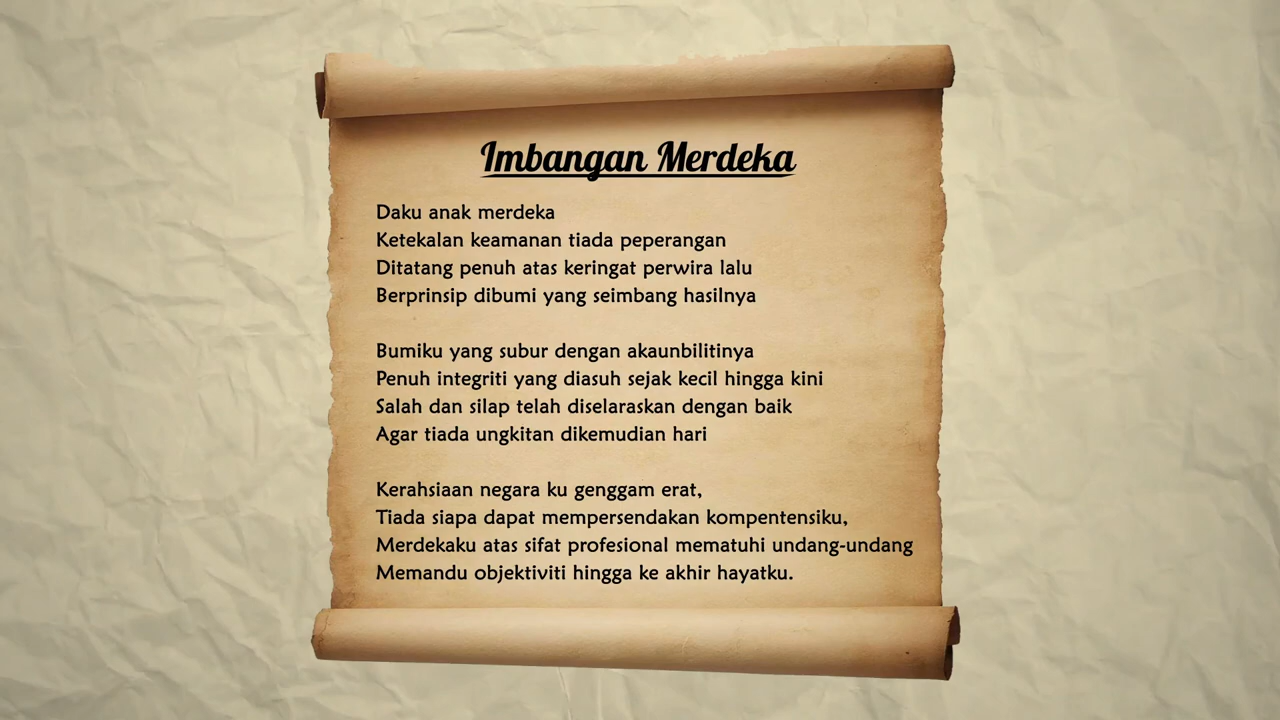 Imbangan Merdeka
Daku anak merdeka
Ketekalan keamanan tiada peperangan
Ditatang penuh atas keringat perwira lalu
Berprinsip dibumi yang seimbang hasilnya
Bumiku yang subur dengan akaunbilitinya
Penuh integriti yang diasuh sejak kecil hingga kini
Salah dan silap telah diselaraskan dengan baik
Agar tiada ungkitan dikemudian hari
Kerahsiaan negara ku genggam erat,
Tiada siapa dapat mempersendakan kompentensiku,
Merdekaku atas sifat profesional mematuhi undang-undang
Memandu objektiviti hingga ke akhir hayatku.